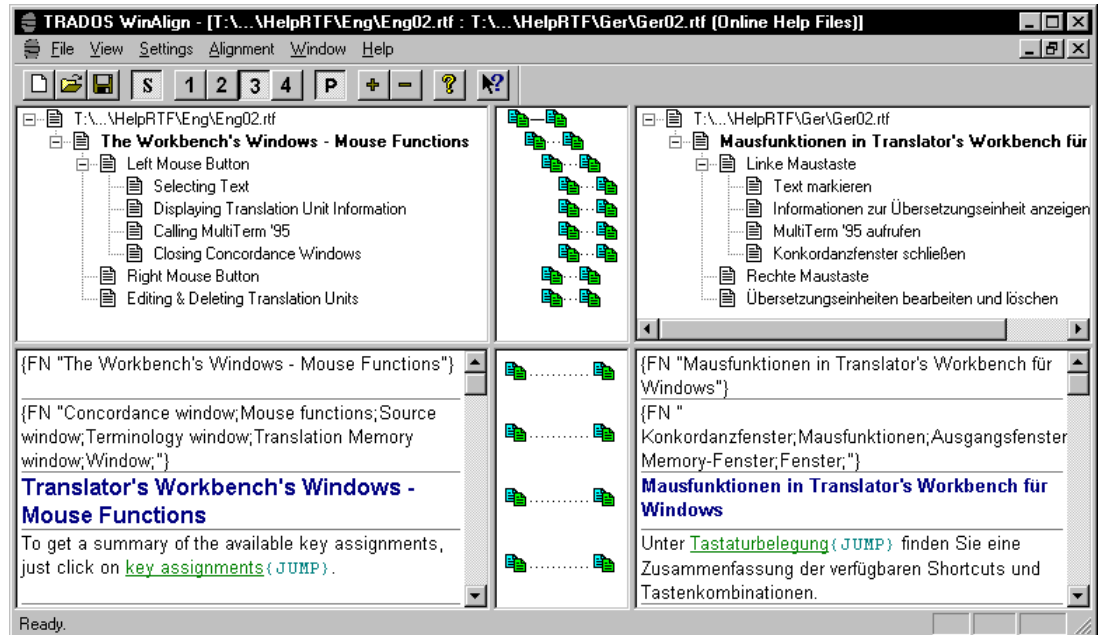 TRADOS WinAlign - [T:\...\HelpRTF\Eng\Eng02.rtf : T:\...\HelpRTF\Ger\Ger02.rtf (Online Help Files)]
File View Settings Alignment Window Help
S 1 2 3 4 P + - ? ?
T:\...\HelpRTF\Eng\Eng02.rtf
The Workbench's Windows - Mouse Functions
Left Mouse Button
Selecting Text
Displaying Translation Unit Information
Calling MultiTerm '95
Closing Concordance Windows
Right Mouse Button
Editing & Deleting Translation Units
T:\...\HelpRTF\Ger\Ger02.rtf
Mausfunktionen in Translator's Workbench für
Linke Maustaste
Text markieren
Informationen zur Übersetzungseinheit anzeigen
MultiTerm '95 aufrufen
Konkordanzfenster schließen
Rechte Maustaste
Übersetzungseinheiten bearbeiten und löschen
{FN "The Workbench's Windows - Mouse Functions"}
{FN "Concordance window;Mouse functions;Source
window;Terminology window;Translation Memory
window;Window;"}
Translator's Workbench's Windows -
Mouse Functions
To get a summary of the available key assignments,
just click on key assignments{JUMP}.
{FN "Mausfunktionen in Translator's Workbench für
Windows"}
{FN "
Konkordanzfenster;Mausfunktionen;Ausgangsfenster
Memory-Fenster;Fenster;"}
Mausfunktionen in Translator's Workbench für
Windows
Unter Tastaturbelegung{JUMP} finden Sie eine
Zusammenfassung der verfügbaren Shortcuts und
Tastenkombinationen.
Ready.